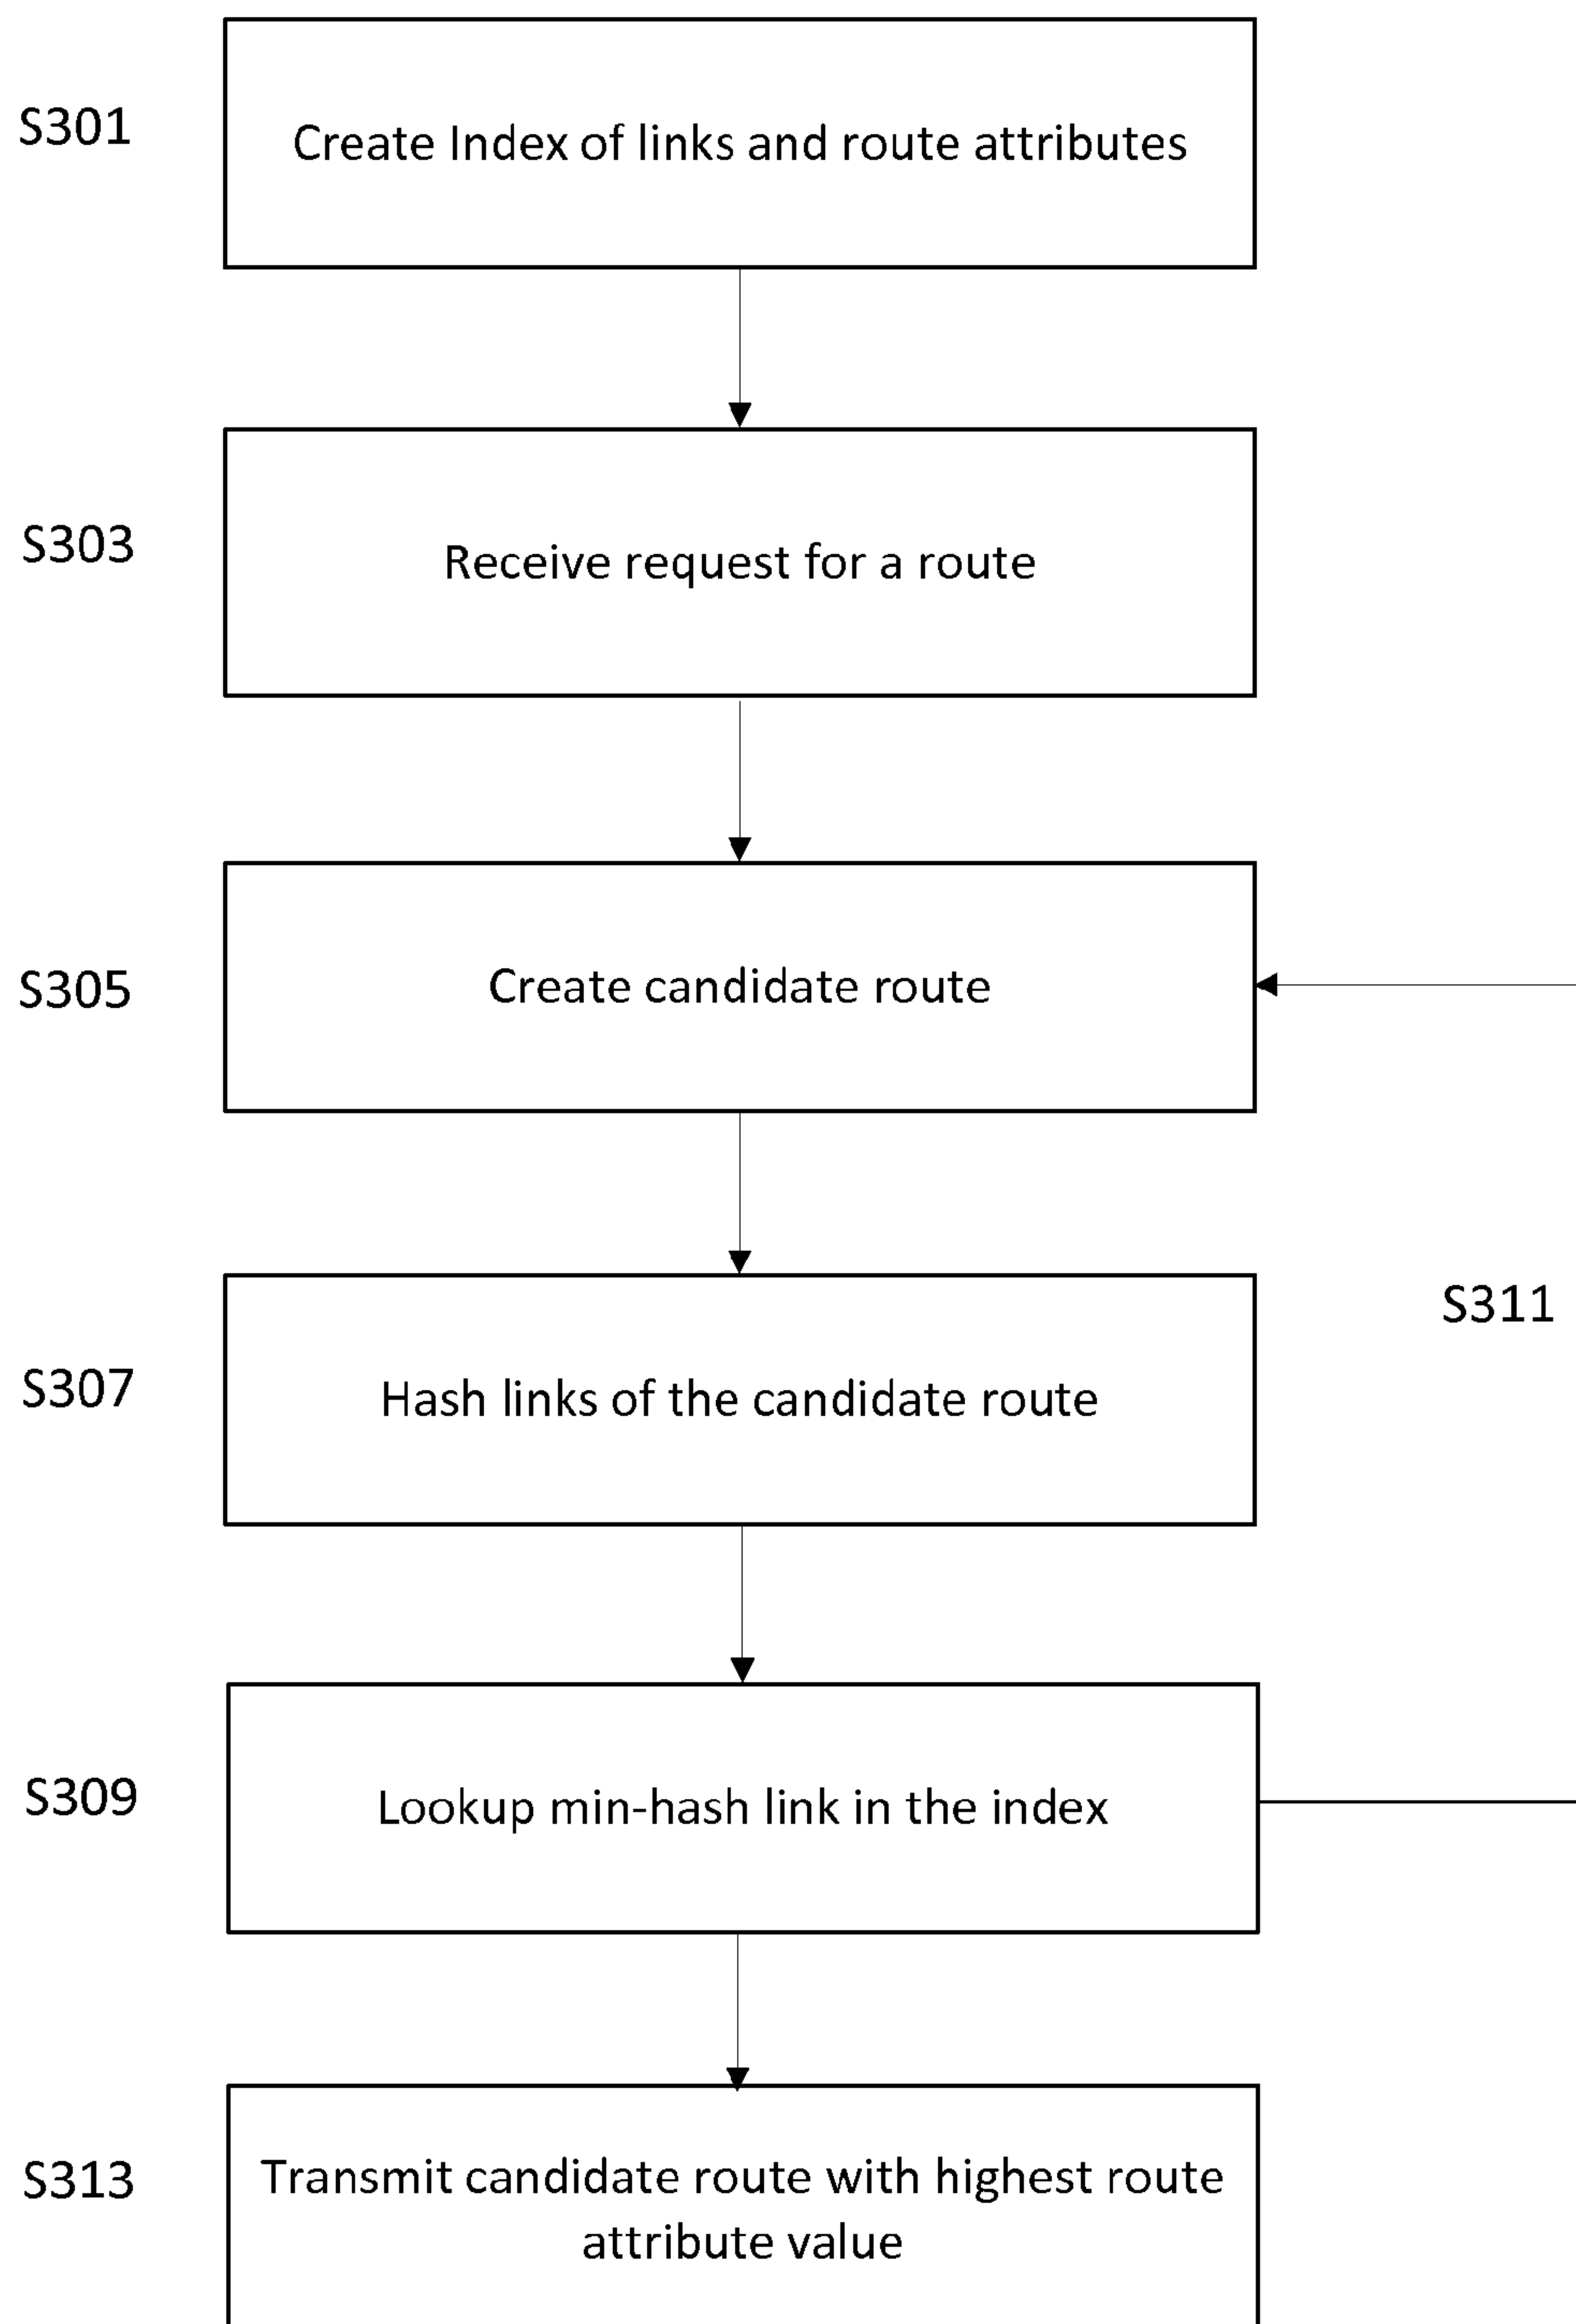 S301
Create Index of links and route attributes
S303
Receive request for a route
S305
Create candidate route
S311
S307
Hash links of the candidate route
S309
Lookup min-hash link in the index
S313
Transmit candidate route with highest route
attribute value